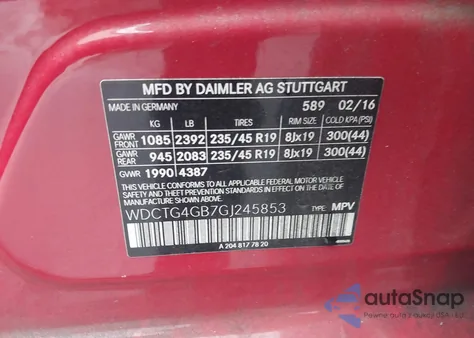 MFD BY DAIMLER AG STUTTGART
MADE IN GERMANY 589 02/16
KG LB TIRES RIM SIZE COLD KPA(PSI)
GAWR FRONT 1085 2392 235/45 R19 8Jx19 300(44)
GAWR REAR 945 2083 235/45 R19 8Jx19 300(44)
GVWR 1990 4387
THIS VEHICLE CONFORMS TO ALL APPLICABLE FEDERAL MOTOR VEHICLE SAFETY, BUMPER AND THEFT PREVENTION STANDARDS IN EFFECT ON THE DATE OF MANUFACTURE SHOWN ABOVE.
WDCTG4GB7GJ245853 TYPE: MPV
A 204 817 78 20
autoSnap